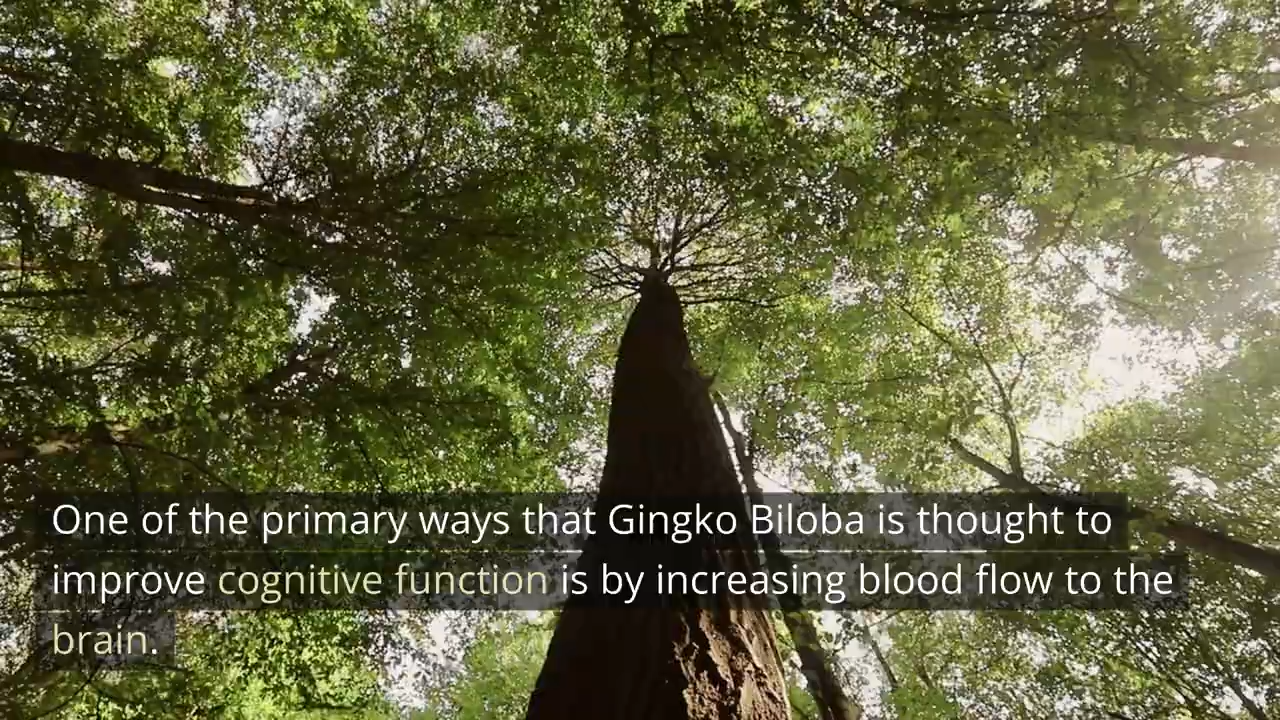 One of the primary ways that Gingko Biloba is thought to
improve cognitive function is by increasing blood flow to the
brain.